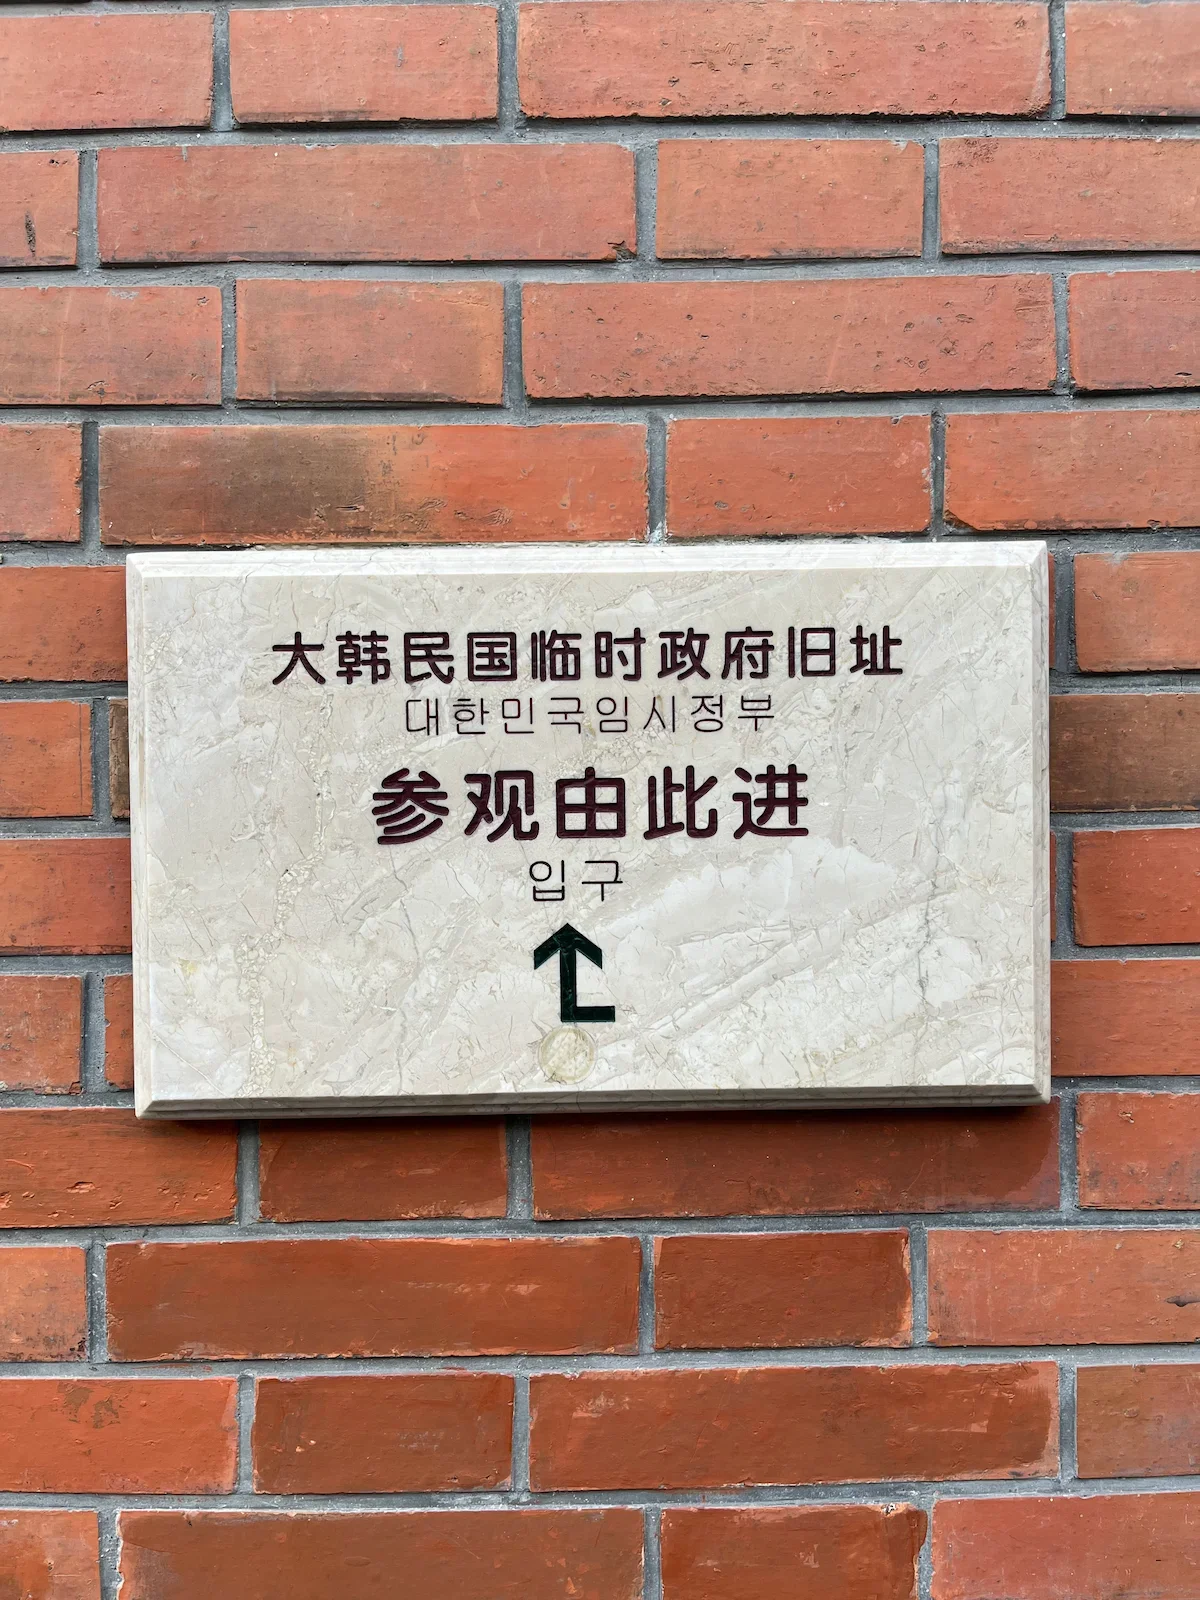 大韩民国临时政府旧址
대한민국임시정부
参观由此进
입구